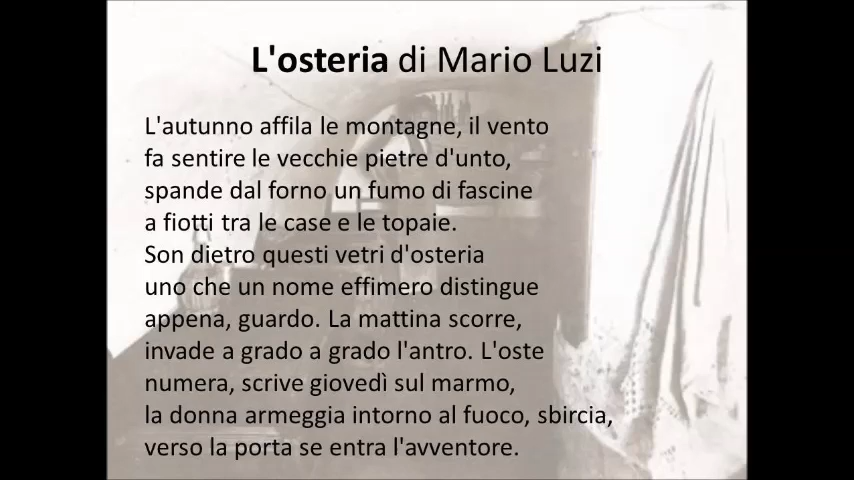 L'osteria di Mario Luzi
L'autunno affila le montagne, il vento
fa sentire le vecchie pietre d'unto,
spande dal forno un fumo di fascine
a fiotti tra le case e le topaie.
Son dietro questi vetri d'osteria
uno che un nome effimero distingue
appena, guardo. La mattina scorre,
invade a grado a grado l'antro. L'oste
numera, scrive giovedì sul marmo,
la donna armeggia intorno al fuoco, sbircia,
verso la porta se entra l'avventore.